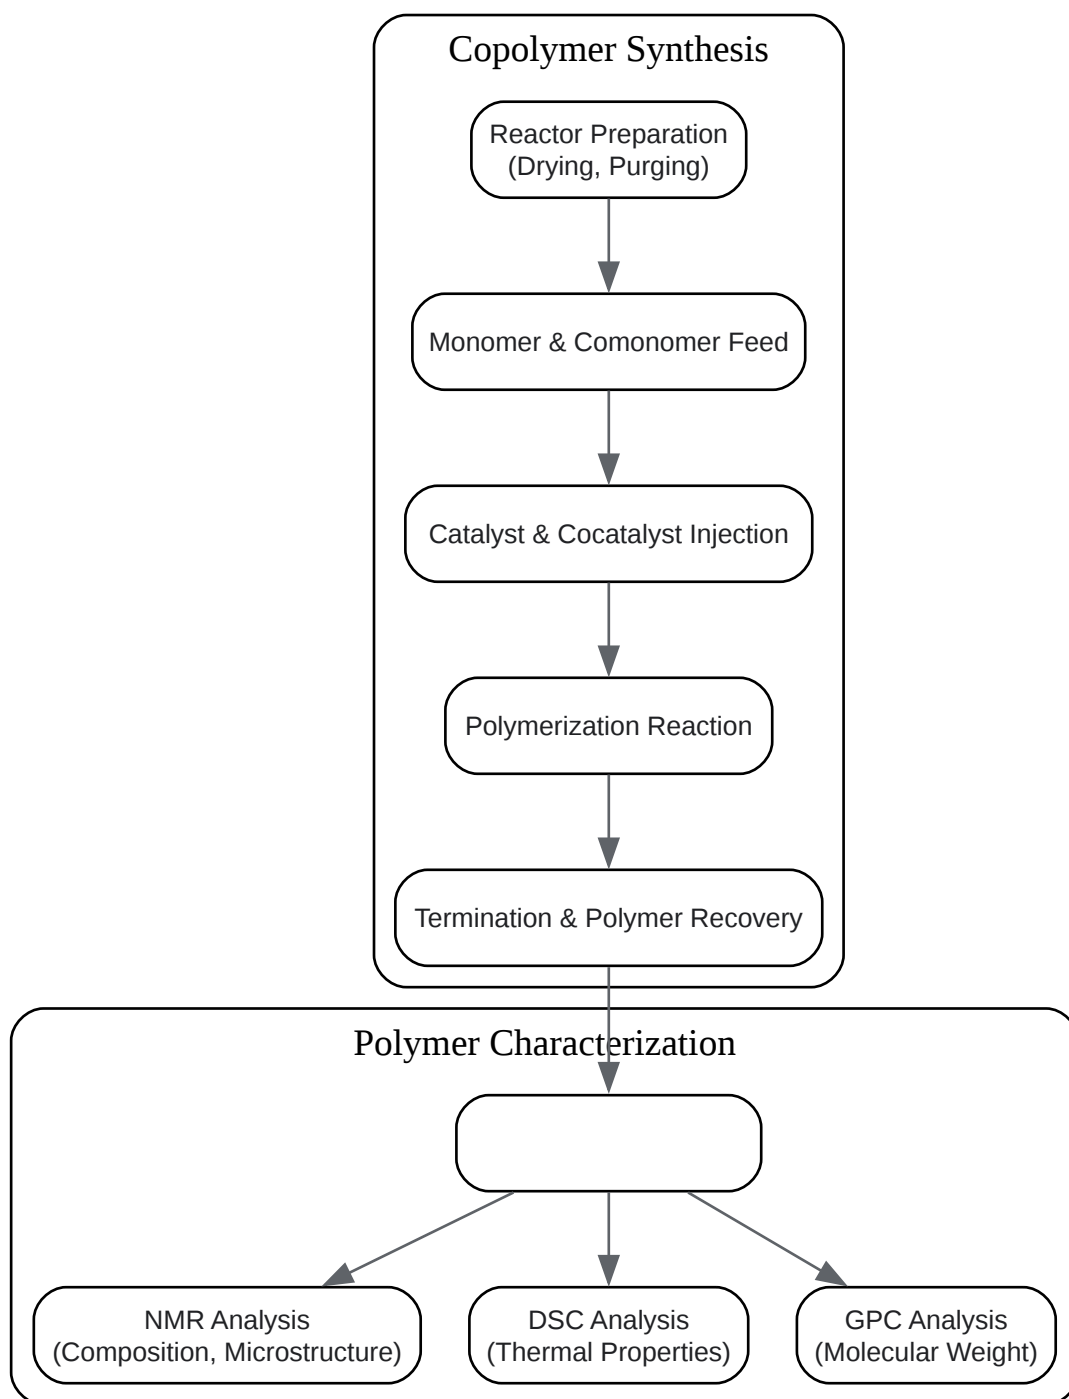 Copolymer Synthesis
Reactor Preparation
(Drying, Purging)
Monomer & Comonomer Feed
Catalyst & Cocatalyst Injection
Polymerization Reaction
Termination & Polymer Recovery
Polymer Characterization
NMR Analysis
(Composition, Microstructure)
DSC Analysis
(Thermal Properties)
GPC Analysis
(Molecular Weight)